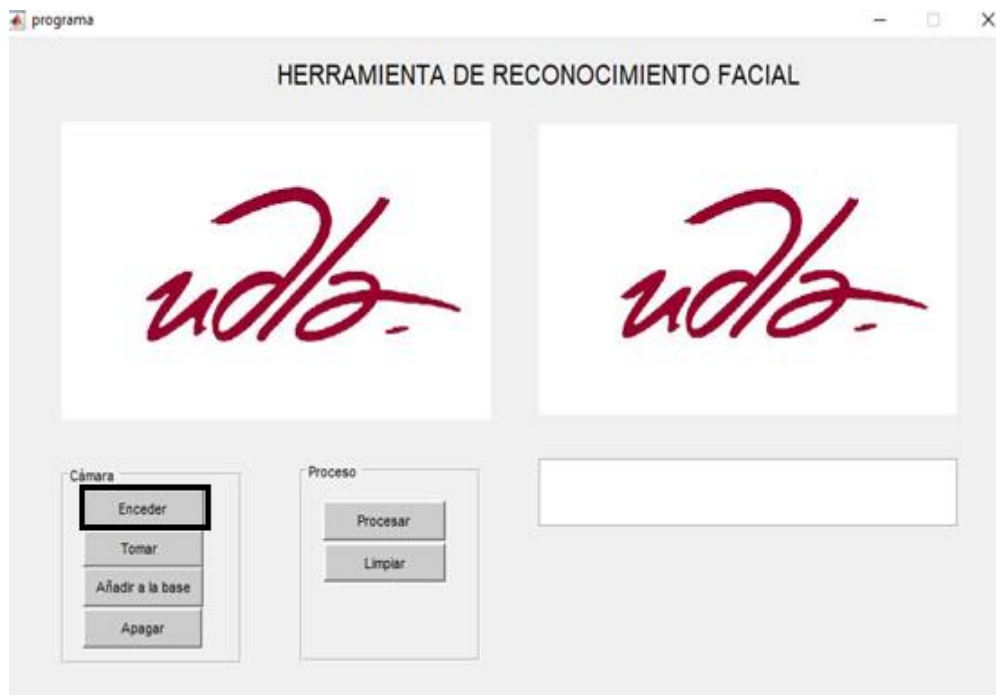 programa
HERRAMIENTA DE RECONOCIMIENTO FACIAL
udla.
udla.
Cámara
Enceder
Tomar
Añadir a la base
Apagar
Proceso
Procesar
Limpiar